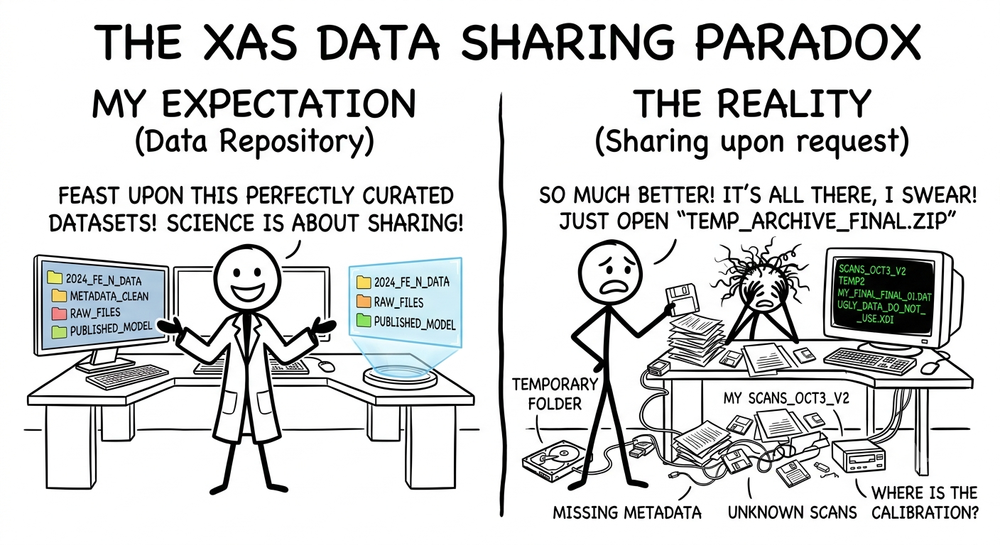 THE XAS DATA SHARING PARADOX
MY EXPECTATION
(Data Repository)
FEAST UPON THIS PERFECTLY CURATED
DATASETS! SCIENCE IS ABOUT SHARING!
2024_FE_N_DATA
METADATA_CLEAN
RAW_FILES
PUBLISHED_MODEL
2024_FE_N_DATA
RAW_FILES
PUBLISHED_MODEL
THE REALITY
(Sharing upon request)
SO MUCH BETTER! IT'S ALL THERE, I SWEAR!
JUST OPEN “TEMP_ARCHIVE_FINAL.ZIP”
SCANS_OCT3_V2
TEMP2
MY_FINAL_FINAL_01.DAT
UGLY_DATA_DO_NOT_
_USE.XDI
TEMPORARY
FOLDER
MY SCANS_OCT3_V2
MISSING METADATA
UNKNOWN SCANS
WHERE IS THE
CALIBRATION?